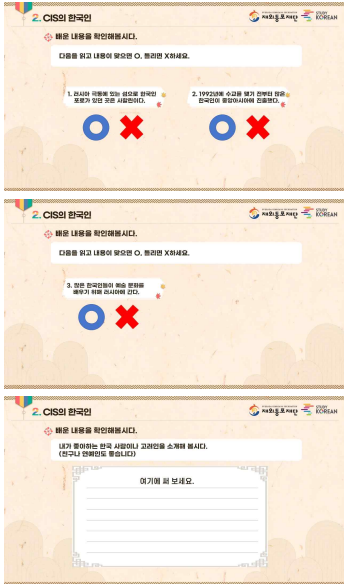 2. CIS의 한국인
재외동포재단
STUDY
KOREAN
배운 내용을 확인해봅시다.
다음을 읽고 내용이 맞으면 O, 틀리면 X하세요.
1. 러시아 극동에 있는 섬으로 한국인
포로가 있던 곳은 사할린이다.
2. 1992년에 수교를 맺기 전부터 많은
한국인이 중앙아시아에 진출했다.
2. CIS의 한국인
재외동포재단
STUDY
KOREAN
배운 내용을 확인해봅시다.
다음을 읽고 내용이 맞으면 O, 틀리면 X하세요.
3. 많은 한국인들이 예술 문화를
배우기 위해 러시아에 간다.
2. CIS의 한국인
재외동포재단
STUDY
KOREAN
배운 내용을 확인해봅시다.
내가 좋아하는 한국 사람이나 고려인을 소개해 봅시다.
(친구나 연예인도 좋습니다)
여기에 써 보세요.